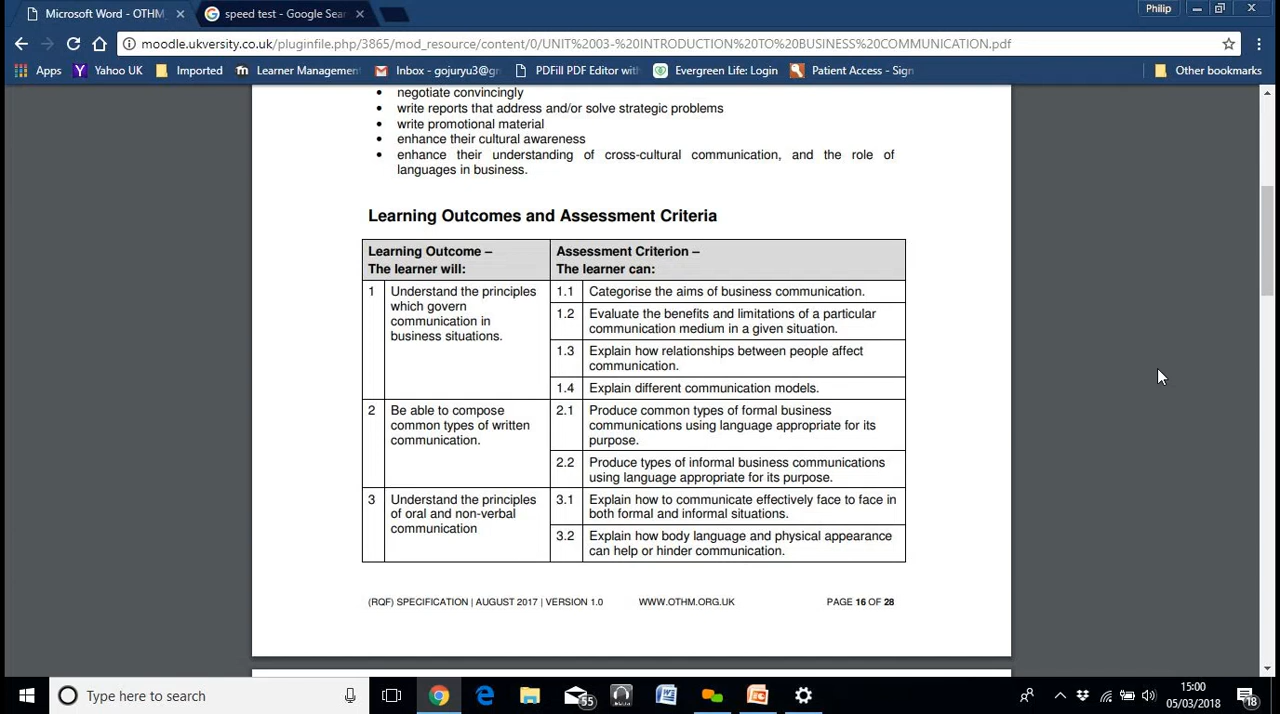 Microsoft Word - OTHM
speed test - Google Sear
Philip
moodle.ukversity.co.uk/pluginfile.php/3865/mod_resource/content/0/UNIT%2003-%20INTRODUCTION%20TO%20BUSINESS%20COMMUNICATION.pdf
Apps
Yahoo UK
Imported
Learner Managemen
Inbox - gojuryu3@g
PDFill PDF Editor with
Evergreen Life: Login
Patient Access - Sign
Other bookmarks
• negotiate convincingly
• write reports that address and/or solve strategic problems
• write promotional material
• enhance their cultural awareness
• enhance their understanding of cross-cultural communication, and the role of
languages in business.
Learning Outcomes and Assessment Criteria
Learning Outcome –
The learner will:
Assessment Criterion –
The learner can:
1 Understand the principles
which govern
communication in
business situations.
1.1 Categorise the aims of business communication.
1.2 Evaluate the benefits and limitations of a particular
communication medium in a given situation.
1.3 Explain how relationships between people affect
communication.
1.4 Explain different communication models.
2 Be able to compose
common types of written
communication.
2.1 Produce common types of formal business
communications using language appropriate for its
purpose.
2.2 Produce types of informal business communications
using language appropriate for its purpose.
3 Understand the principles
of oral and non-verbal
communication
3.1 Explain how to communicate effectively face to face in
both formal and informal situations.
3.2 Explain how body language and physical appearance
can help or hinder communication.
(RQF) SPECIFICATION | AUGUST 2017 | VERSION 1.0 WWW.OTHM.ORG.UK PAGE 16 OF 28
Type here to search
55
15:00
05/03/2018
18